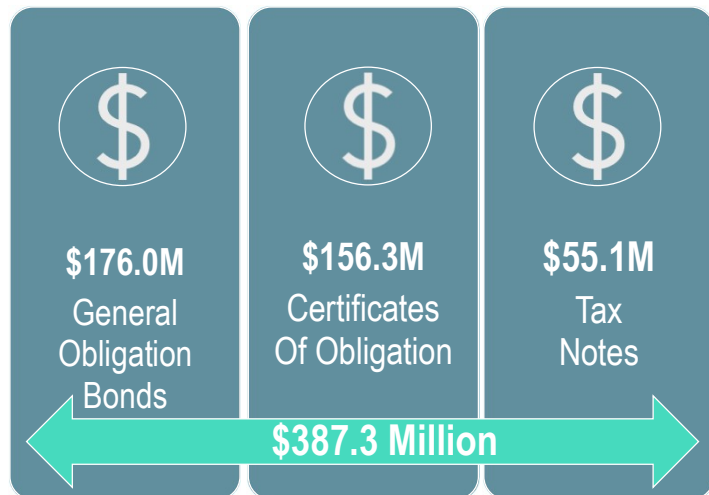 $
$176.0M
General
Obligation
Bonds
$
$156.3M
Certificates
Of Obligation
$
$55.1M
Tax
Notes
$387.3 Million